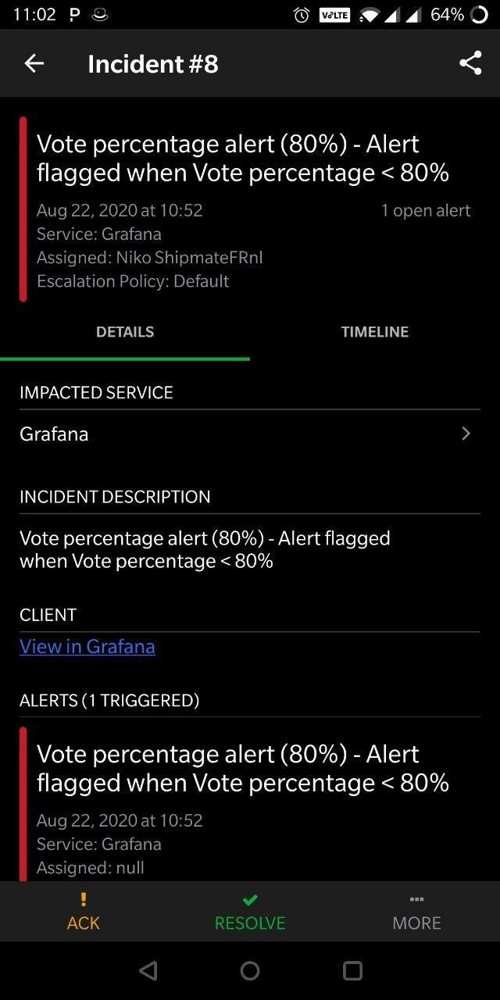 11:02 P VoLTE 64%
Incident #8
Vote percentage alert (80%) - Alert
flagged when Vote percentage < 80%
Aug 22, 2020 at 10:52 1 open alert
Service: Grafana
Assigned: Niko ShipmateFRnl
Escalation Policy: Default
DETAILS TIMELINE
IMPACTED SERVICE
Grafana
INCIDENT DESCRIPTION
Vote percentage alert (80%) - Alert flagged
when Vote percentage < 80%
CLIENT
View in Grafana
ALERTS (1 TRIGGERED)
Vote percentage alert (80%) - Alert
flagged when Vote percentage < 80%
Aug 22, 2020 at 10:52
Service: Grafana
Assigned: null
ACK RESOLVE MORE